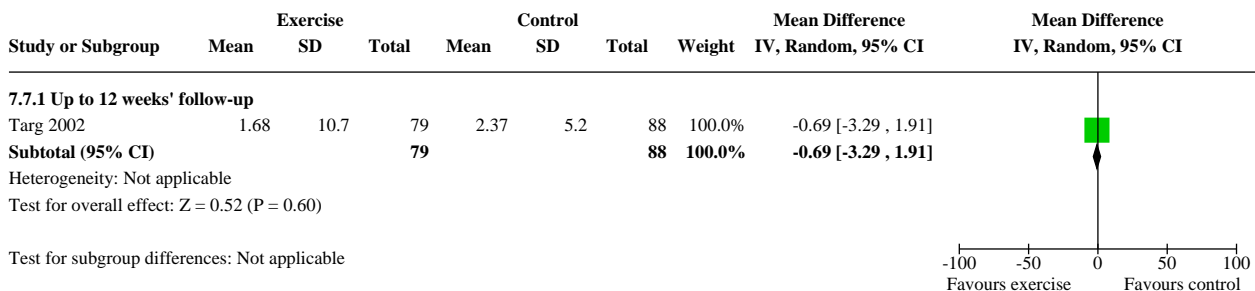 Exercise Control Mean Difference Mean Difference
Study or Subgroup Mean SD Total Mean SD Total Weight IV, Random, 95% CI IV, Random, 95% CI
7.7.1 Up to 12 weeks' follow-up
Targ 2002 1.68 10.7 79 2.37 5.2 88 100.0% -0.69 [-3.29 , 1.91]
Subtotal (95% CI) 79 88 100.0% -0.69 [-3.29 , 1.91]
Heterogeneity: Not applicable
Test for overall effect: Z = 0.52 (P = 0.60)
Test for subgroup differences: Not applicable
-100 -50 0 50 100
Favours exercise Favours control